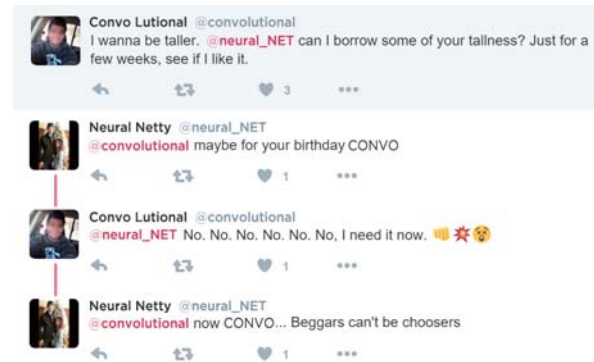 Convo Lutional @convolutional
I wanna be taller. @neural_NET can I borrow some of your tallness? Just for a
few weeks, see if I like it.
3
Neural Netty @neural_NET
@convolutional maybe for your birthday CONVO
1
Convo Lutional @convolutional
@neural_NET No. No. No. No. No. No, I need it now. 👊💥😲
1
Neural Netty @neural_NET
@convolutional now CONVO... Beggars can't be choosers
1